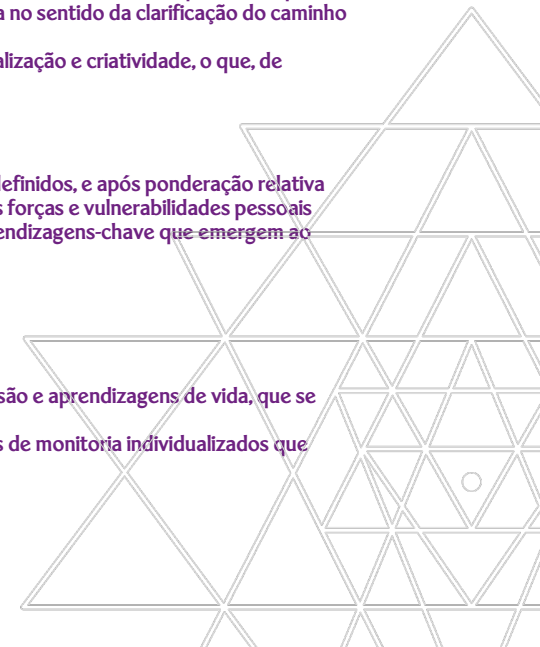 a no sentido da clarificação do caminho
alização e criatividade, o que, de
definidos, e após ponderação relativa
s forças e vulnerabilidades pessoais
endizagens-chave que emergem ao
são e aprendizagens de vida, que se
s de monitoria individualizados que